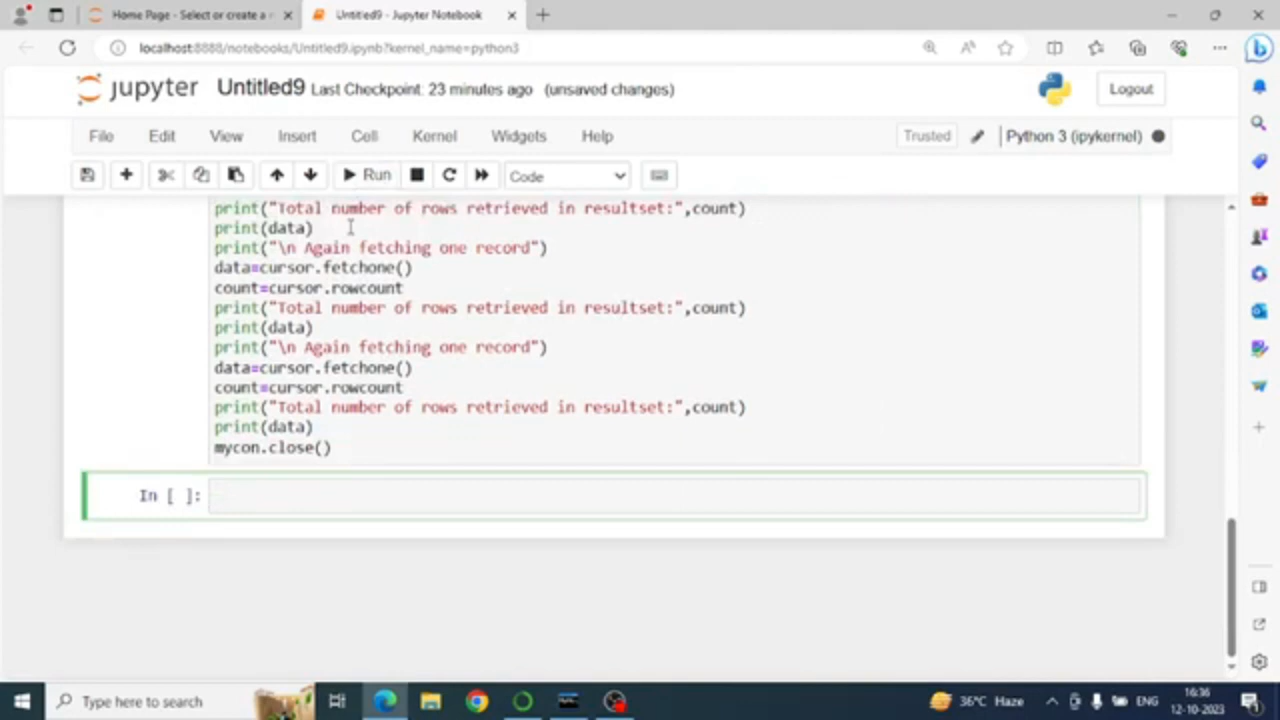 Home Page - Select or create a n
Untitled9 - Jupyter Notebook
localhost:8888/notebooks/Untitled9.ipynb?kernel_name=python3
jupyter Untitled9 Last Checkpoint: 23 minutes ago (unsaved changes)
Logout
File Edit View Insert Cell Kernel Widgets Help
Trusted
Python 3 (ipykernel)
Run
Code
print("Total number of rows retrieved in resultset:",count)
print(data)
print("\n Again fetching one record")
data=cursor.fetchone()
count=cursor.rowcount
print("Total number of rows retrieved in resultset:",count)
print(data)
print("\n Again fetching one record")
data=cursor.fetchone()
count=cursor.rowcount
print("Total number of rows retrieved in resultset:",count)
print(data)
mycon.close()
In [ ]:
Type here to search
36°C Haze
ENG
16:36
12-10-2023